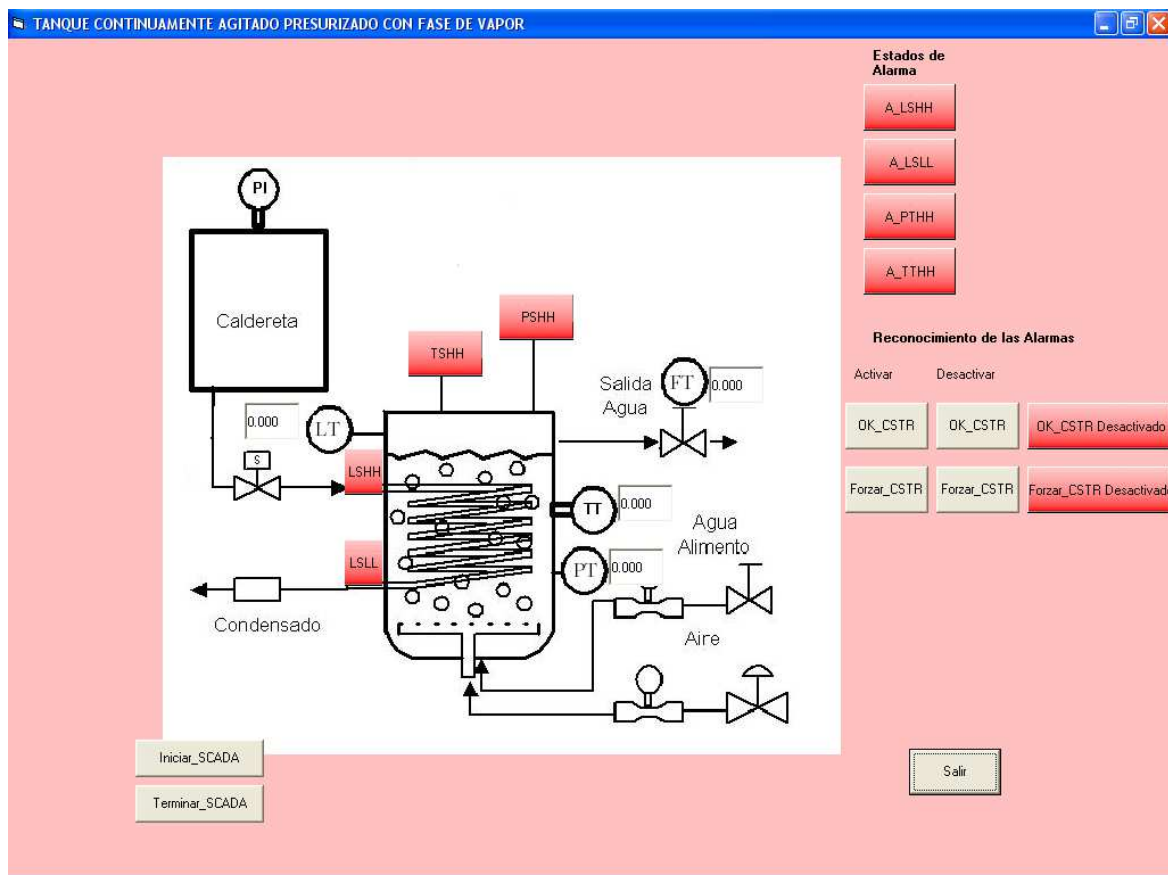 TANQUE CONTINUAMENTE AGITADO PRESURIZADO CON FASE DE VAPOR
Estados de
Alarma
A_LSHH
A_LSLL
A_PTHH
A_TTHH
PI
Caldereta
TSHH
PSHH
Salida
Agua
FT
0.000
0.000
LT
S
LSHH
LSLL
TT
0.000
PT
0.000
Agua
Alimento
Condensado
Aire
Reconocimiento de las Alarmas
Activar
Desactivar
OK_CSTR
OK_CSTR
OK_CSTR Desactivado
Forzar_CSTR
Forzar_CSTR
Forzar_CSTR Desactivado
Iniciar_SCADA
Terminar_SCADA
Salir